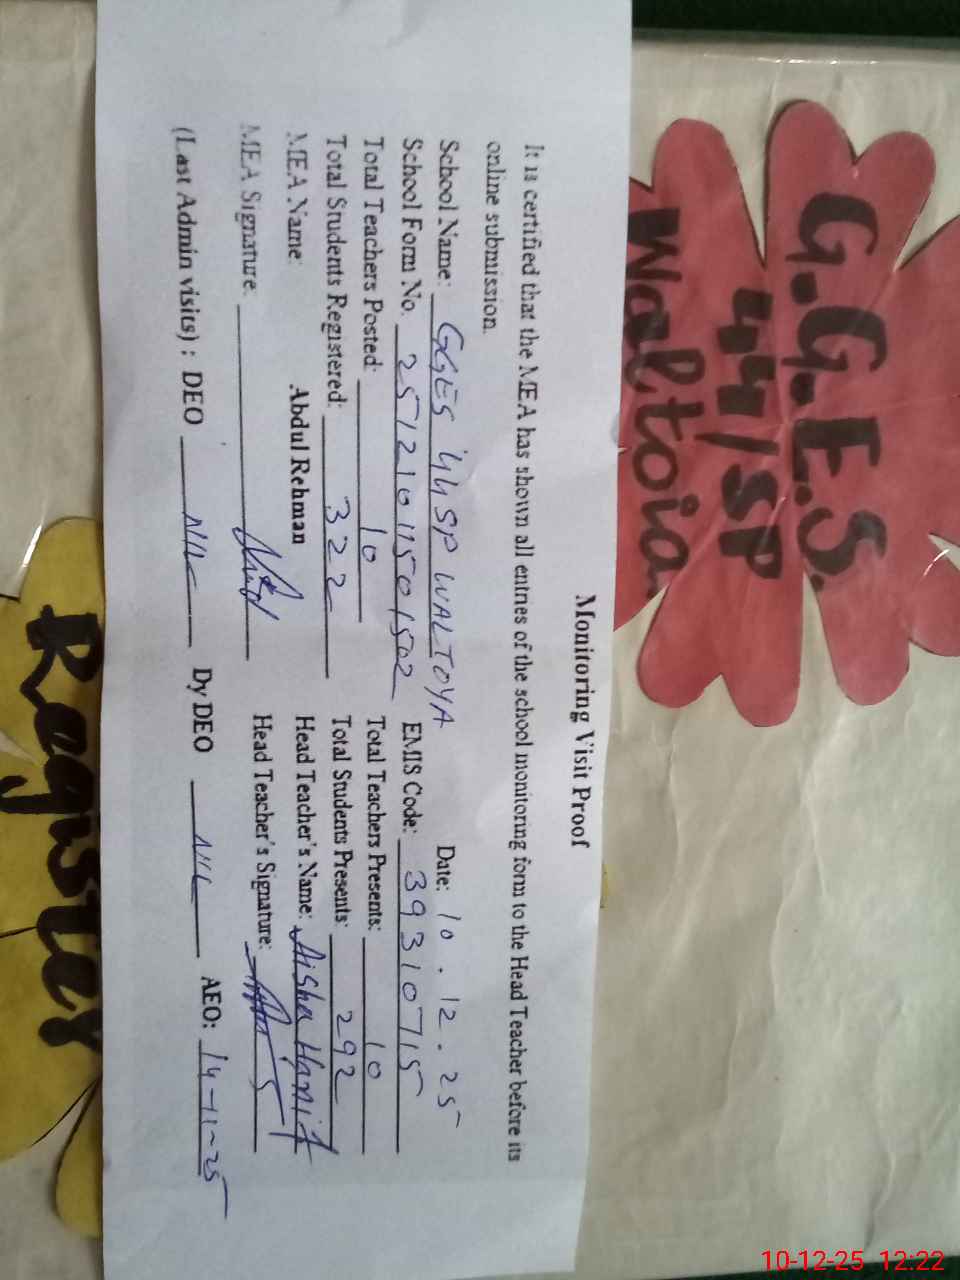 G.G.E.S.
44/SP
Waltoia
Monitoring Visit Proof
It is certified that the MEA has shown all entries of the school monitoring form to the Head Teacher before its
online submission.
School Name: GGES 44SP WALTOYA Date: 10.12.25
School Form No. 25121011501502 EMIS Code: 39310715
Total Teachers Posted: 10 Total Teachers Presents: 10
Total Students Registered: 322 Total Students Presents: 292
MEA Name: Abdul Rehman Head Teacher's Name: Aisha Hanif
MEA Signature: Head Teacher's Signature:
(Last Admin visits) : DEO NIL Dy DEO NIL AEO: 14-11-25
Register
10-12-25 12:22